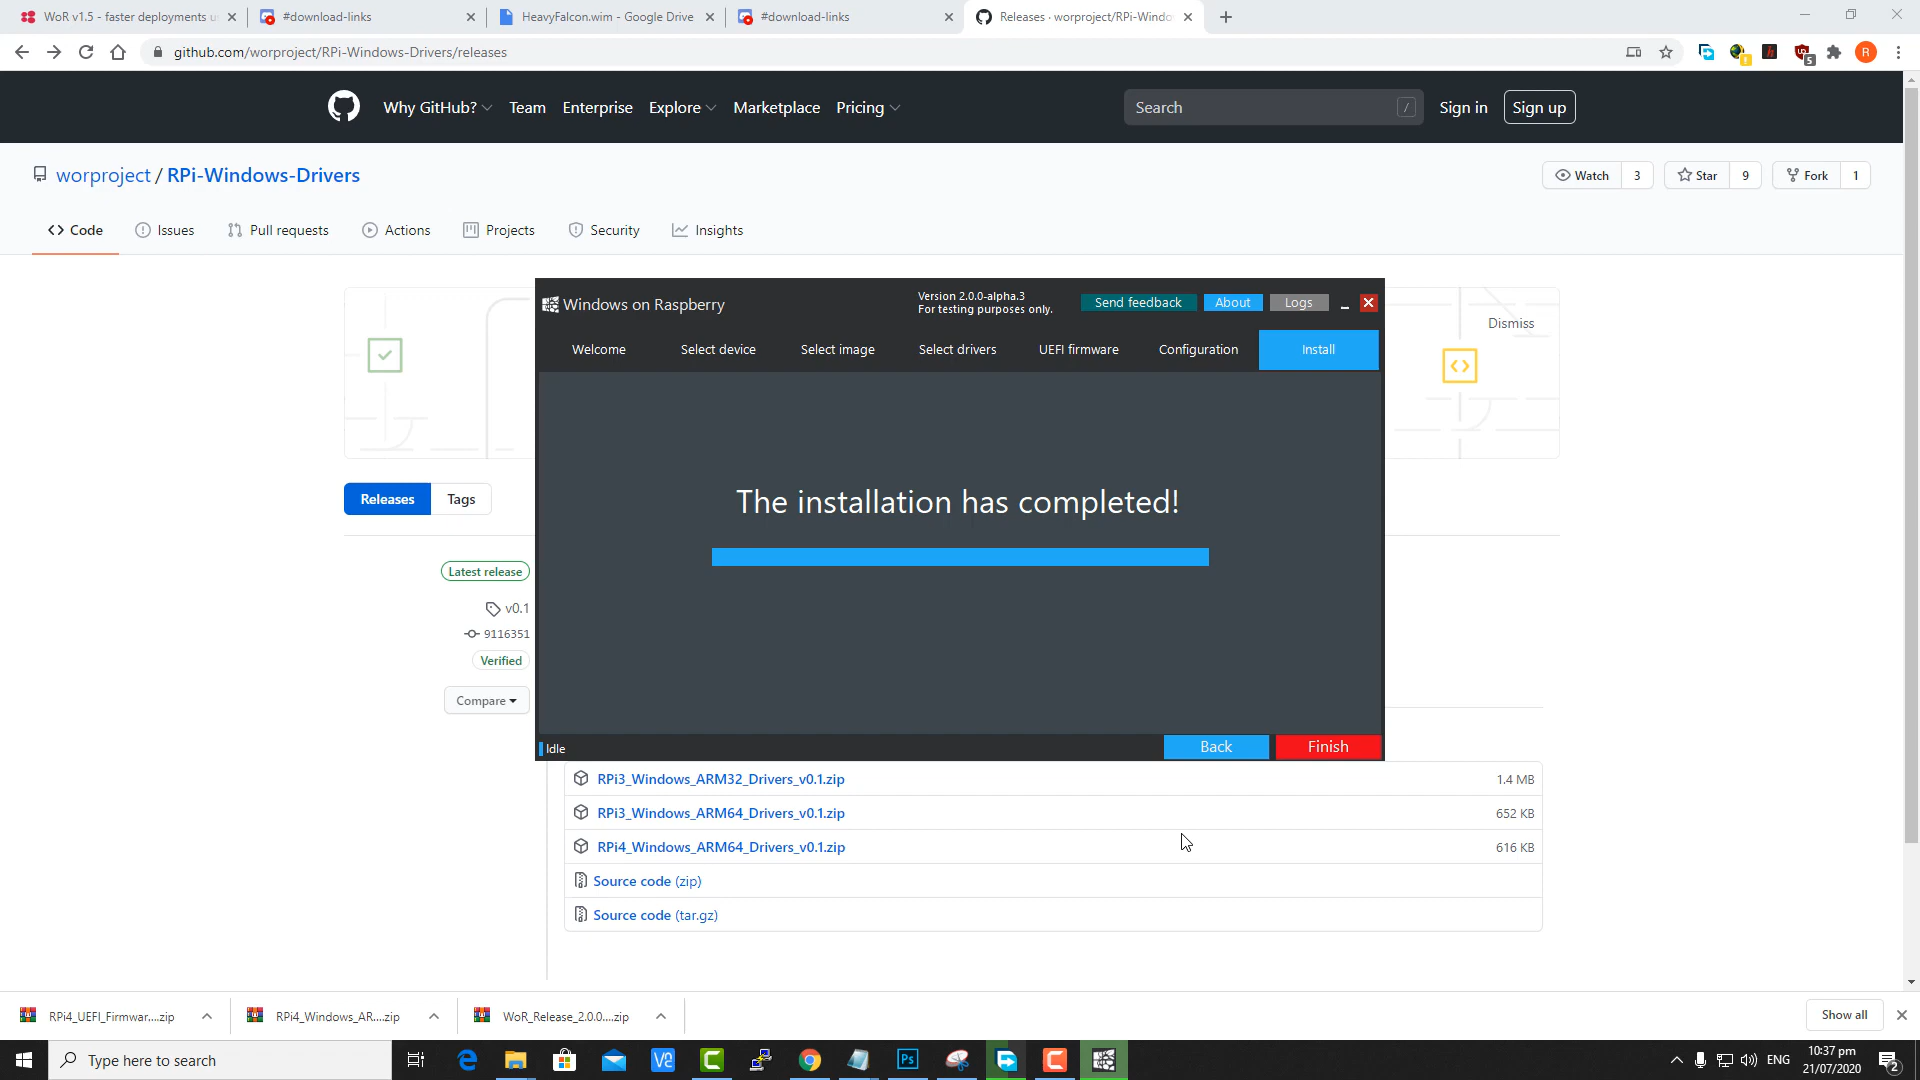 WoR v1.5 - faster deployments u
#download-links
HeavyFalcon.wim - Google Drive
#download-links
Releases · worproject/RPi-Windo
github.com/worproject/RPi-Windows-Drivers/releases
5
R
Why GitHub?
Team
Enterprise
Explore
Marketplace
Pricing
Search
/
Sign in
Sign up
worproject / RPi-Windows-Drivers
Watch 3
Star 9
Fork 1
Code
Issues
Pull requests
Actions
Projects
Security
Insights
Windows on Raspberry
Version 2.0.0-alpha.3
For testing purposes only.
Send feedback
About
Logs
Dismiss
Welcome
Select device
Select image
Select drivers
UEFI firmware
Configuration
Install
The installation has completed!
Releases
Tags
Latest release
v0.1
9116351
Verified
Compare
Idle
Back
Finish
RPi3_Windows_ARM32_Drivers_v0.1.zip 1.4 MB
RPi3_Windows_ARM64_Drivers_v0.1.zip 652 KB
RPi4_Windows_ARM64_Drivers_v0.1.zip 616 KB
Source code (zip)
Source code (tar.gz)
RPi4_UEFI_Firmwar....zip
RPi4_Windows_AR....zip
WoR_Release_2.0.0....zip
Show all
Type here to search
Ps
ENG
10:37 pm
21/07/2020
2